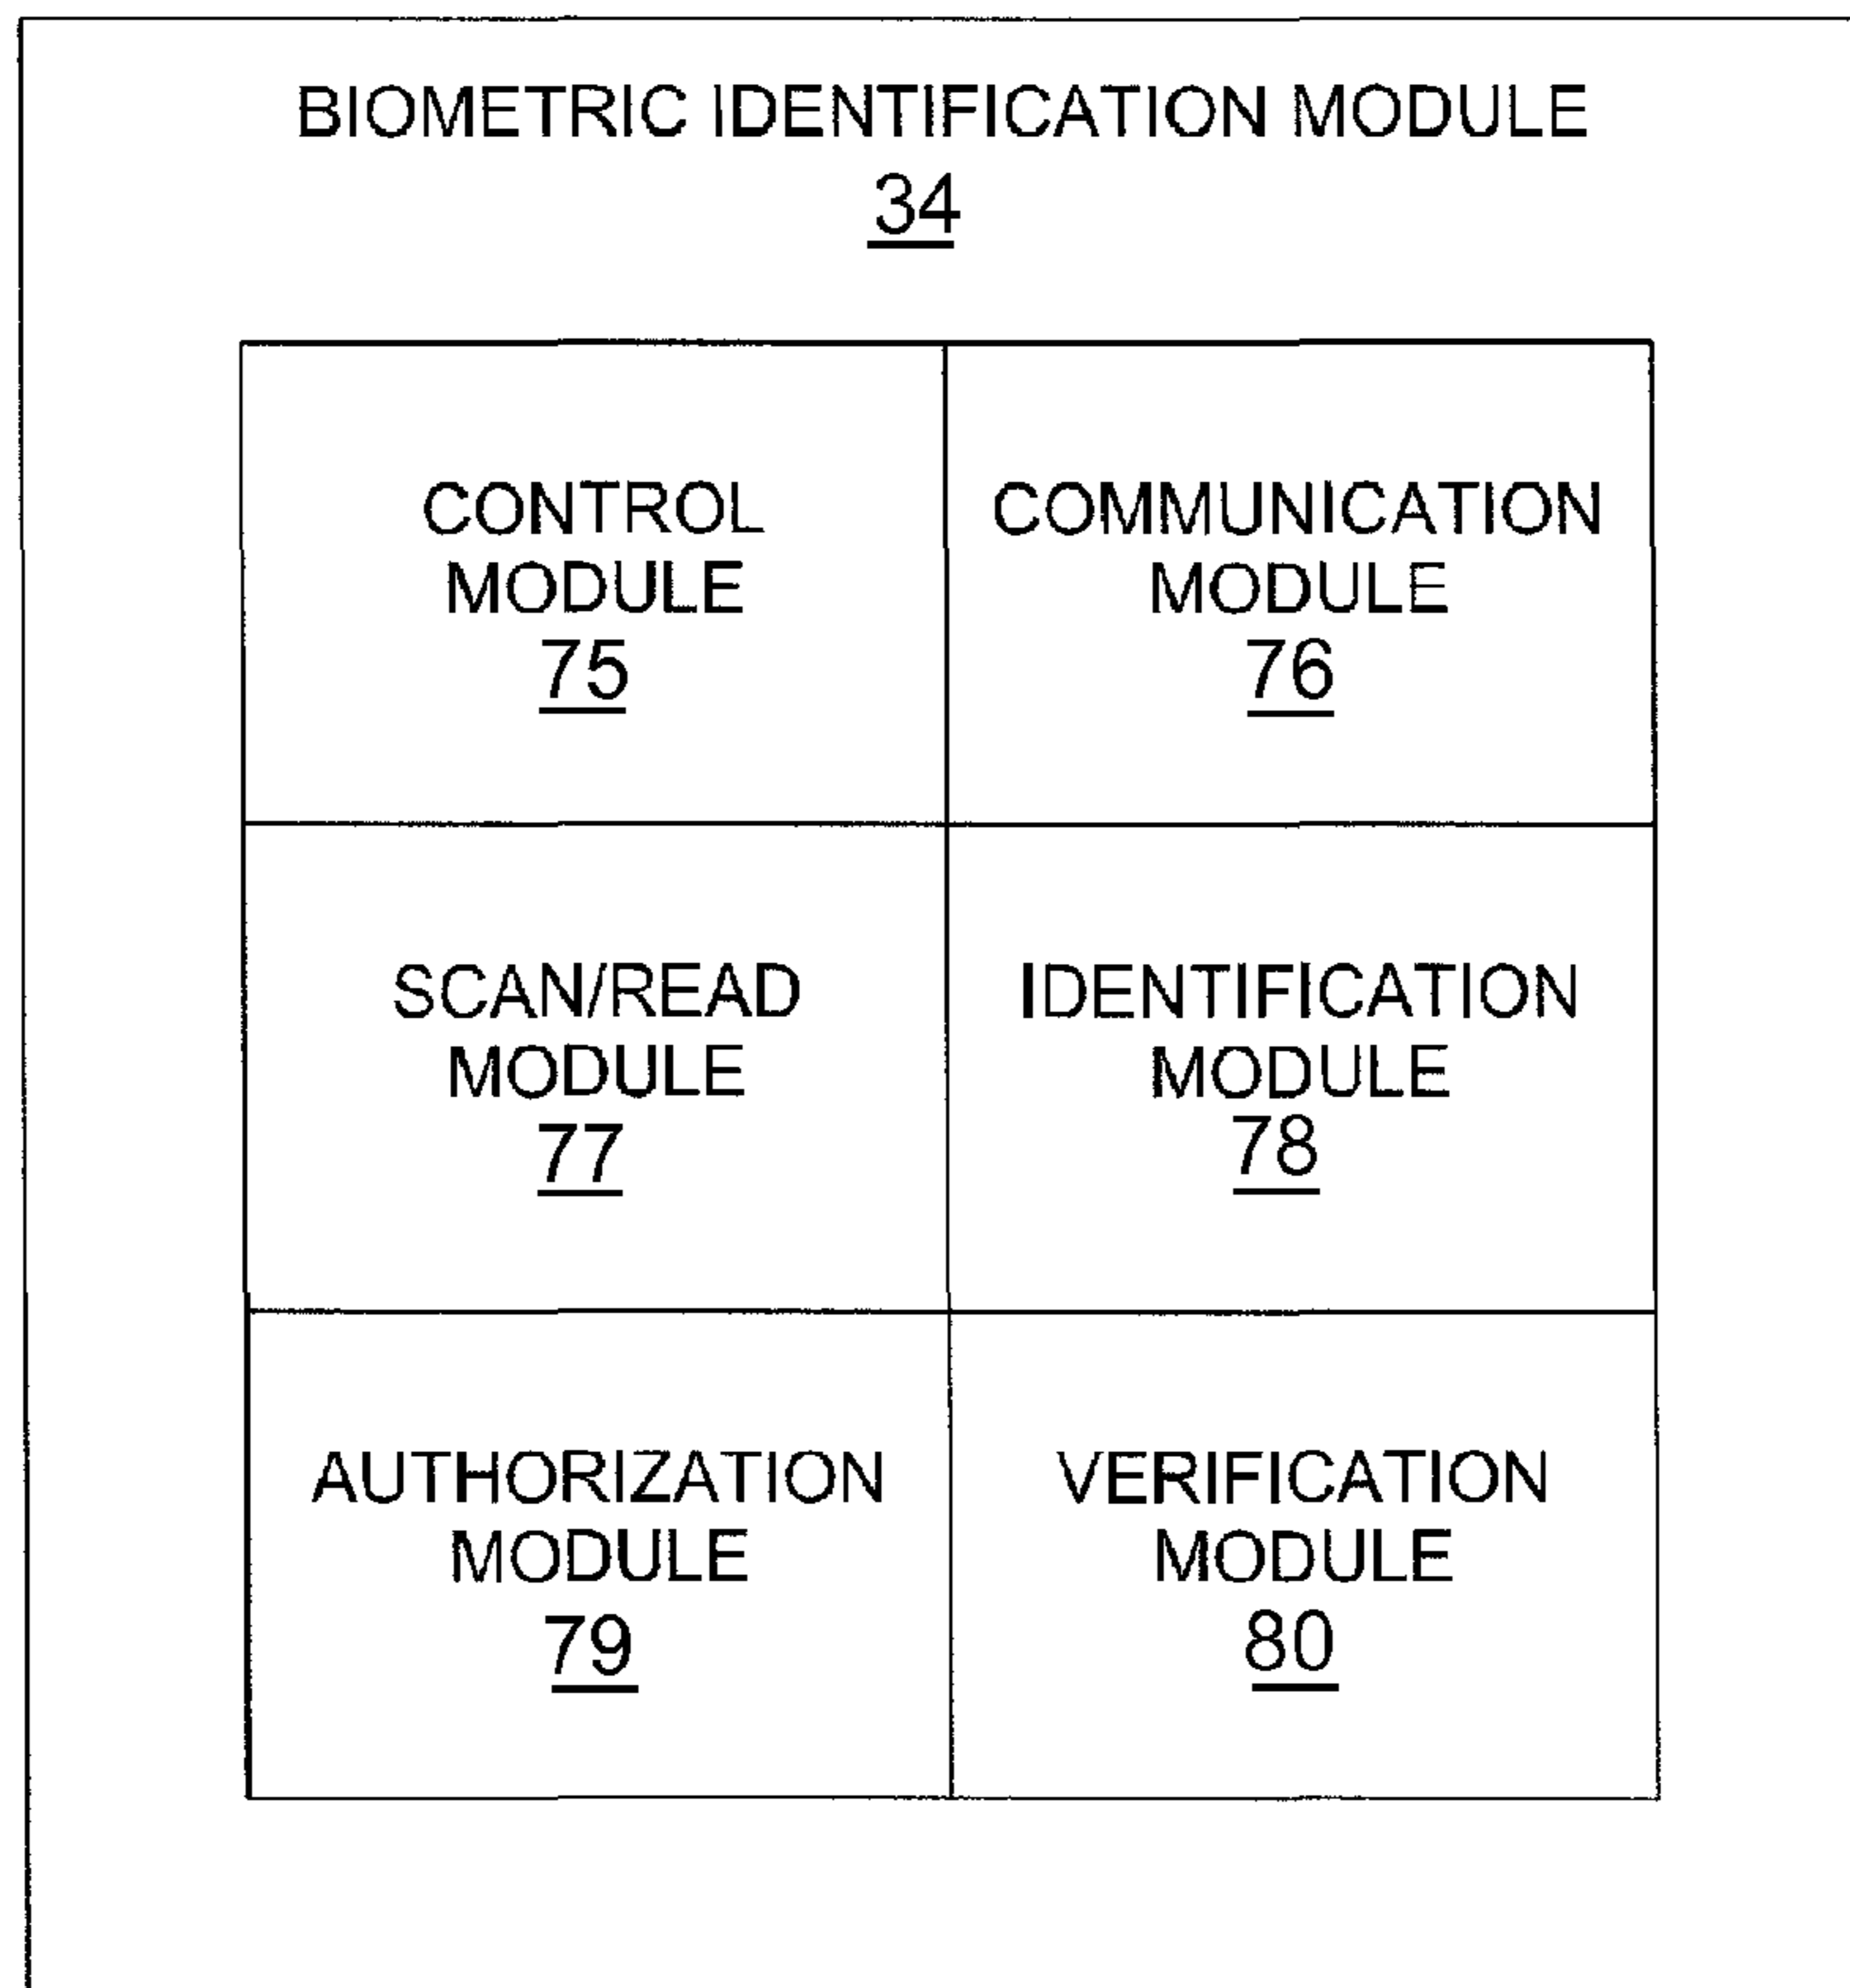 BIOMETRIC IDENTIFICATION MODULE
34
CONTROL
MODULE
75
COMMUNICATION
MODULE
76
SCAN/READ
MODULE
77
IDENTIFICATION
MODULE
78
AUTHORIZATION
MODULE
79
VERIFICATION
MODULE
80